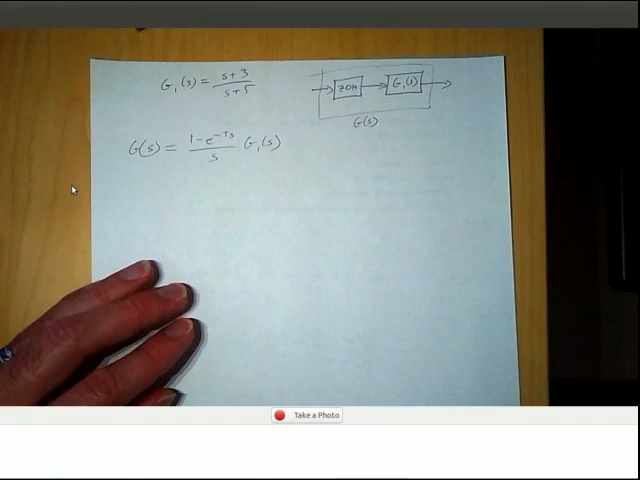 G₁(s) = (s+3)/(s+5)
ZOH
G₁(s)
G(s)
G(s) = (1-e^(-Ts))/s G₁(s)
Take a Photo